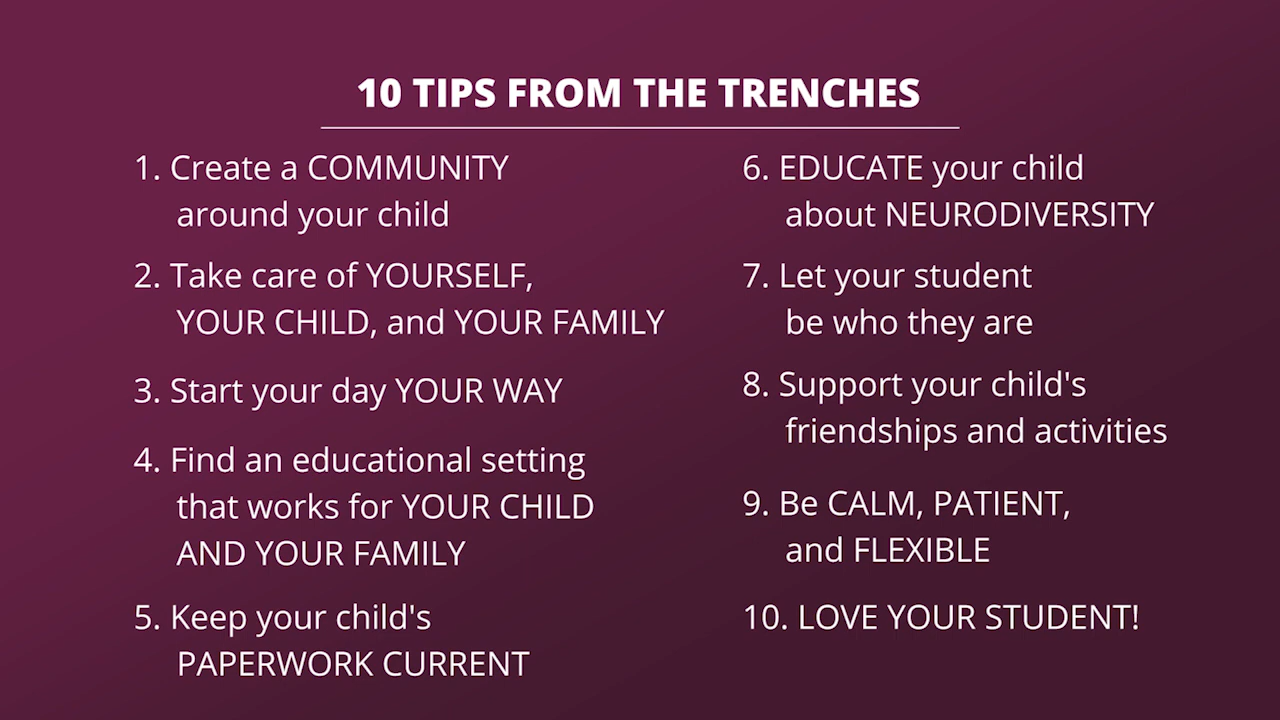 10 TIPS FROM THE TRENCHES
1. Create a COMMUNITY
around your child
2. Take care of YOURSELF,
YOUR CHILD, and YOUR FAMILY
3. Start your day YOUR WAY
4. Find an educational setting
that works for YOUR CHILD
AND YOUR FAMILY
5. Keep your child's
PAPERWORK CURRENT
6. EDUCATE your child
about NEURODIVERSITY
7. Let your student
be who they are
8. Support your child's
friendships and activities
9. Be CALM, PATIENT,
and FLEXIBLE
10. LOVE YOUR STUDENT!